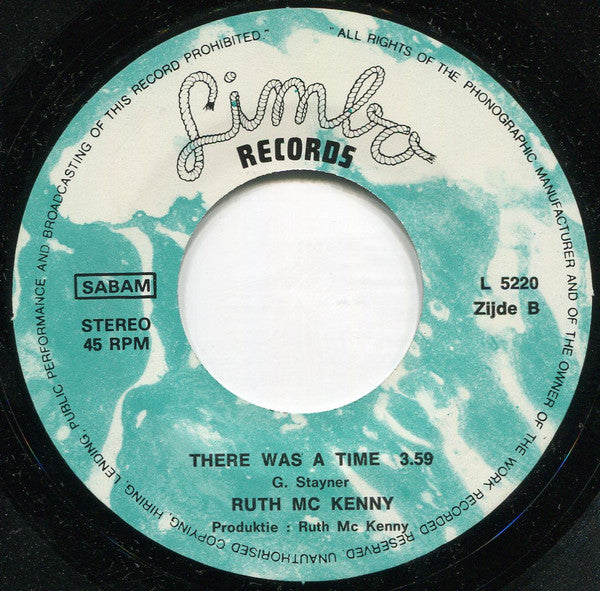 "ALL RIGHTS OF THE PHONOGRAPHIC MANUFACTURER AND OF THE OWNER OF THE WORK RECORDED RESERVED. UNAUTHORISED COPYING, HIRING, LENDING, PUBLIC PERFORMANCE AND BROADCASTING OF THIS RECORD PROHIBITED."
Limbo
RECORDS
SABAM
STEREO
45 RPM
L 5220
Zijde B
THERE WAS A TIME 3.59
G. Stayner
RUTH MC KENNY
Produktie : Ruth Mc Kenny